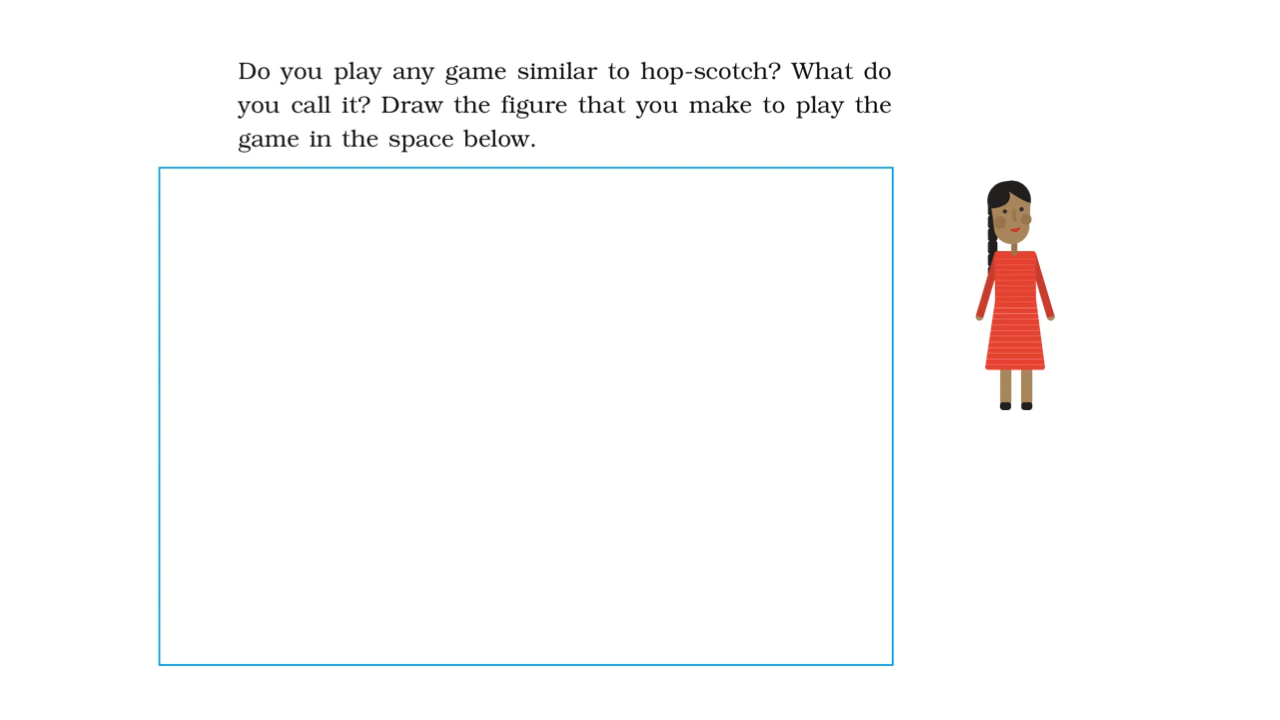 Do you play any game similar to hop-scotch? What do
you call it? Draw the figure that you make to play the
game in the space below.